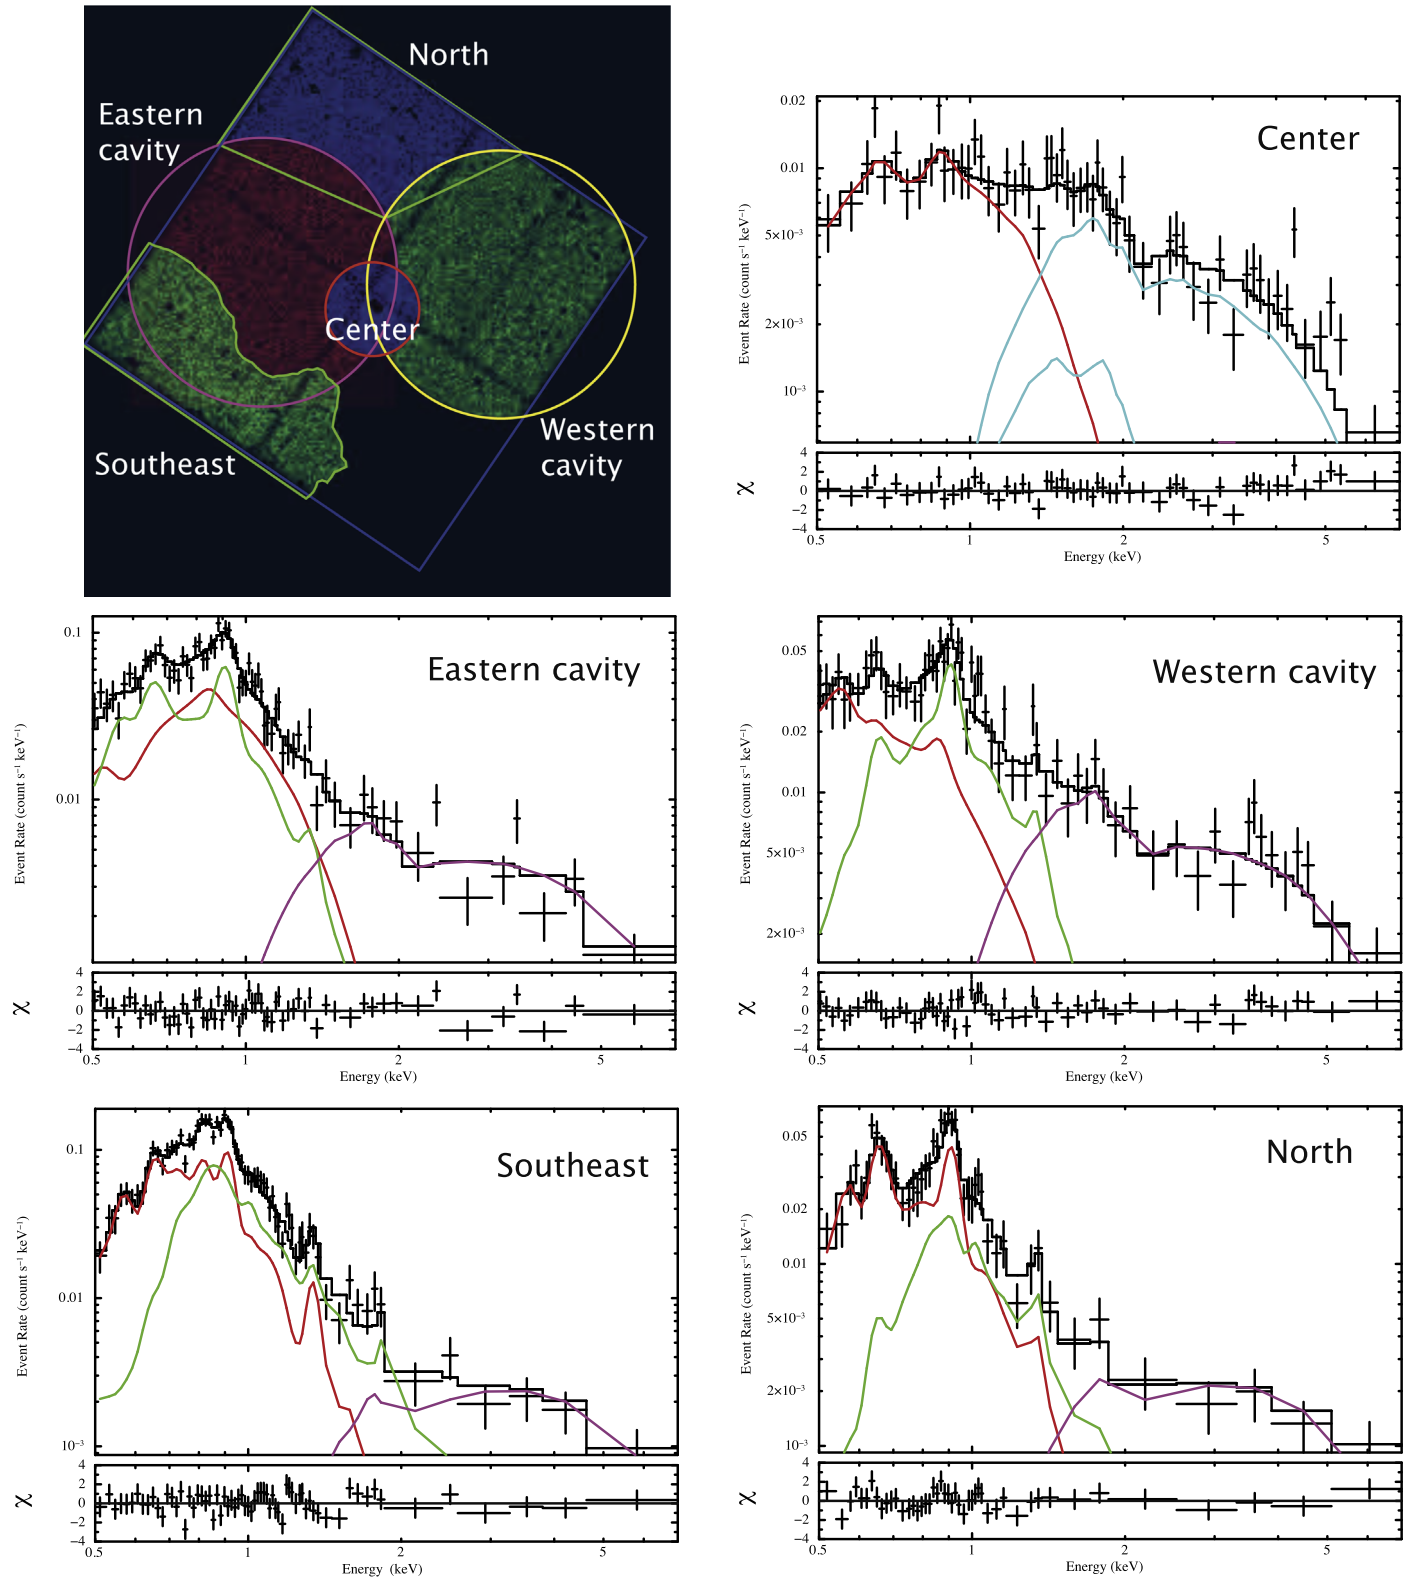 North
Eastern
cavity
Center
Western
cavity
Southeast
Center
0.02
0.01
5×10⁻³
2×10⁻³
10⁻³
Event Rate (count s⁻¹ keV⁻¹)
4
2
0
−2
−4
χ
0.5
1
2
5
Energy (keV)
Eastern cavity
0.1
0.01
Event Rate (count s⁻¹ keV⁻¹)
4
2
0
−2
−4
χ
0.5
1
2
5
Energy (keV)
Western cavity
0.05
0.02
0.01
5×10⁻³
2×10⁻³
Event Rate (count s⁻¹ keV⁻¹)
4
2
0
−2
−4
χ
0.5
1
2
5
Energy (keV)
Southeast
0.1
0.01
10⁻³
Event Rate (count s⁻¹ keV⁻¹)
4
2
0
−2
−4
χ
0.5
1
2
5
Energy (keV)
North
0.05
0.02
0.01
5×10⁻³
2×10⁻³
10⁻³
Event Rate (count s⁻¹ keV⁻¹)
4
2
0
−2
−4
χ
0.5
1
2
5
Energy (keV)